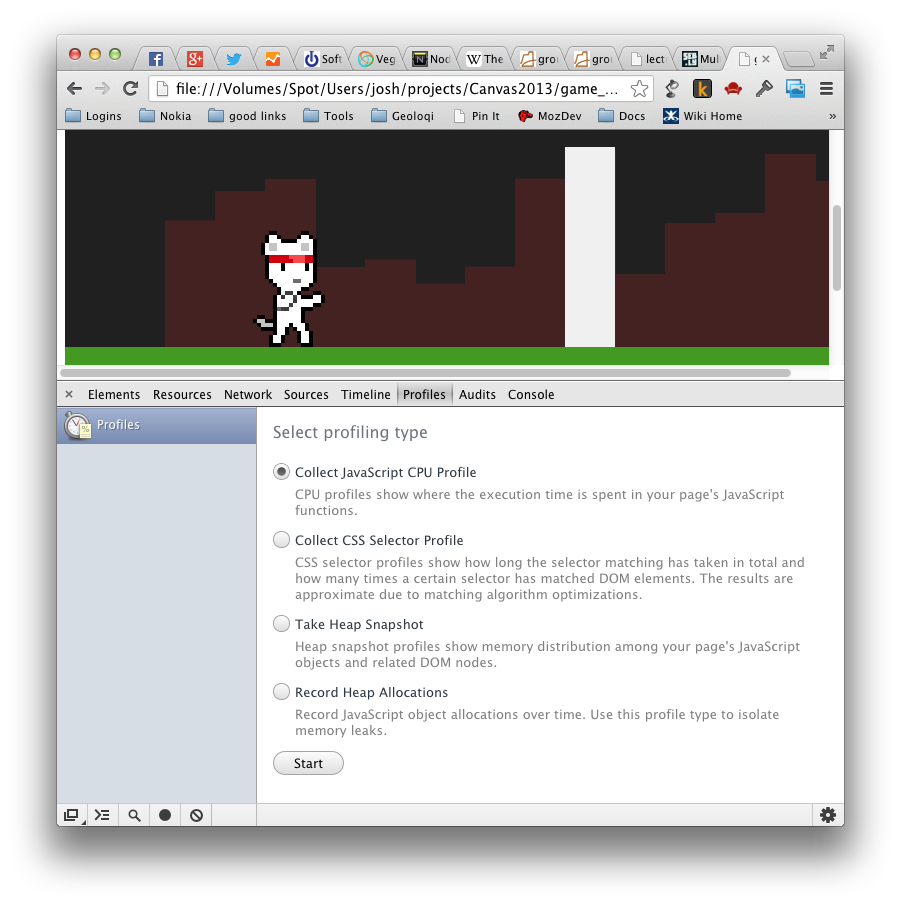 Soft
Veg
Nod
The
gro
gro
lect
Mul
file:///Volumes/Spot/Users/josh/projects/Canvas2013/game_...
Logins Nokia good links Tools Geoloqi Pin It MozDev Docs Wiki Home »
× Elements Resources Network Sources Timeline Profiles Audits Console
Profiles
Select profiling type
Collect JavaScript CPU Profile
CPU profiles show where the execution time is spent in your page's JavaScript
functions.
Collect CSS Selector Profile
CSS selector profiles show how long the selector matching has taken in total and
how many times a certain selector has matched DOM elements. The results are
approximate due to matching algorithm optimizations.
Take Heap Snapshot
Heap snapshot profiles show memory distribution among your page's JavaScript
objects and related DOM nodes.
Record Heap Allocations
Record JavaScript object allocations over time. Use this profile type to isolate
memory leaks.
Start